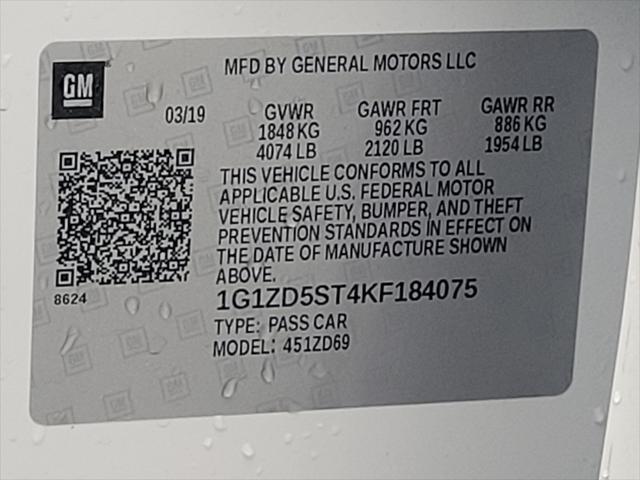 MFD BY GENERAL MOTORS LLC
GM
03/19
GVWR GAWR FRT GAWR RR
1848 KG 962 KG 886 KG
4074 LB 2120 LB 1954 LB
THIS VEHICLE CONFORMS TO ALL
APPLICABLE U.S. FEDERAL MOTOR
VEHICLE SAFETY, BUMPER, AND THEFT
PREVENTION STANDARDS IN EFFECT ON
THE DATE OF MANUFACTURE SHOWN
ABOVE.
8624
1G1ZD5ST4KF184075
TYPE: PASS CAR
MODEL: 451ZD69